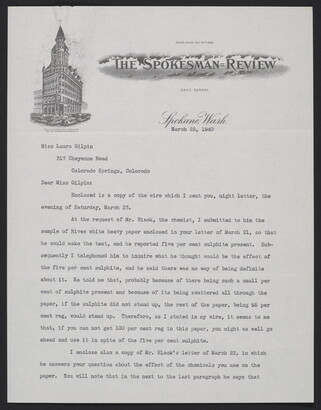 THE SPOKESMAN-REVIEW
Spokane, Wash.
March 29, 1940
Miss Laura Gilpin
317 Cheyenne Road
Colorado Springs, Colorado
Dear Miss Gilpin:
Enclosed is a copy of the wire which I sent you, night letter, the
evening of Saturday, March 23.
At the request of Mr. Black, the chemist, I submitted to him the
sample of Rives white heavy paper enclosed in your letter of March 21, so that
he could make the test, and he reported five per cent sulphite present. Sub-
sequently I telephoned him to inquire what he thought would be the effect of
the five per cent sulphite, and he said there was no way of being definite
about it. He told me that, probably because of there being such a small per
cent of sulphite present and because of its being scattered all through the
paper, if the sulphite did not stand up, the rest of the paper, being 95 per
cent rag, would stand up. Therefore, as I stated in my wire, it seems to me
that, if you can not get 100 per cent rag in this paper, you might as well go
ahead and use it in spite of the five per cent sulphite.
I enclose also a copy of Mr. Black's letter of March 22, in which
he answers your question about the effect of the chemicals you use on the
paper. You will note that in the next to the last paragraph he says that